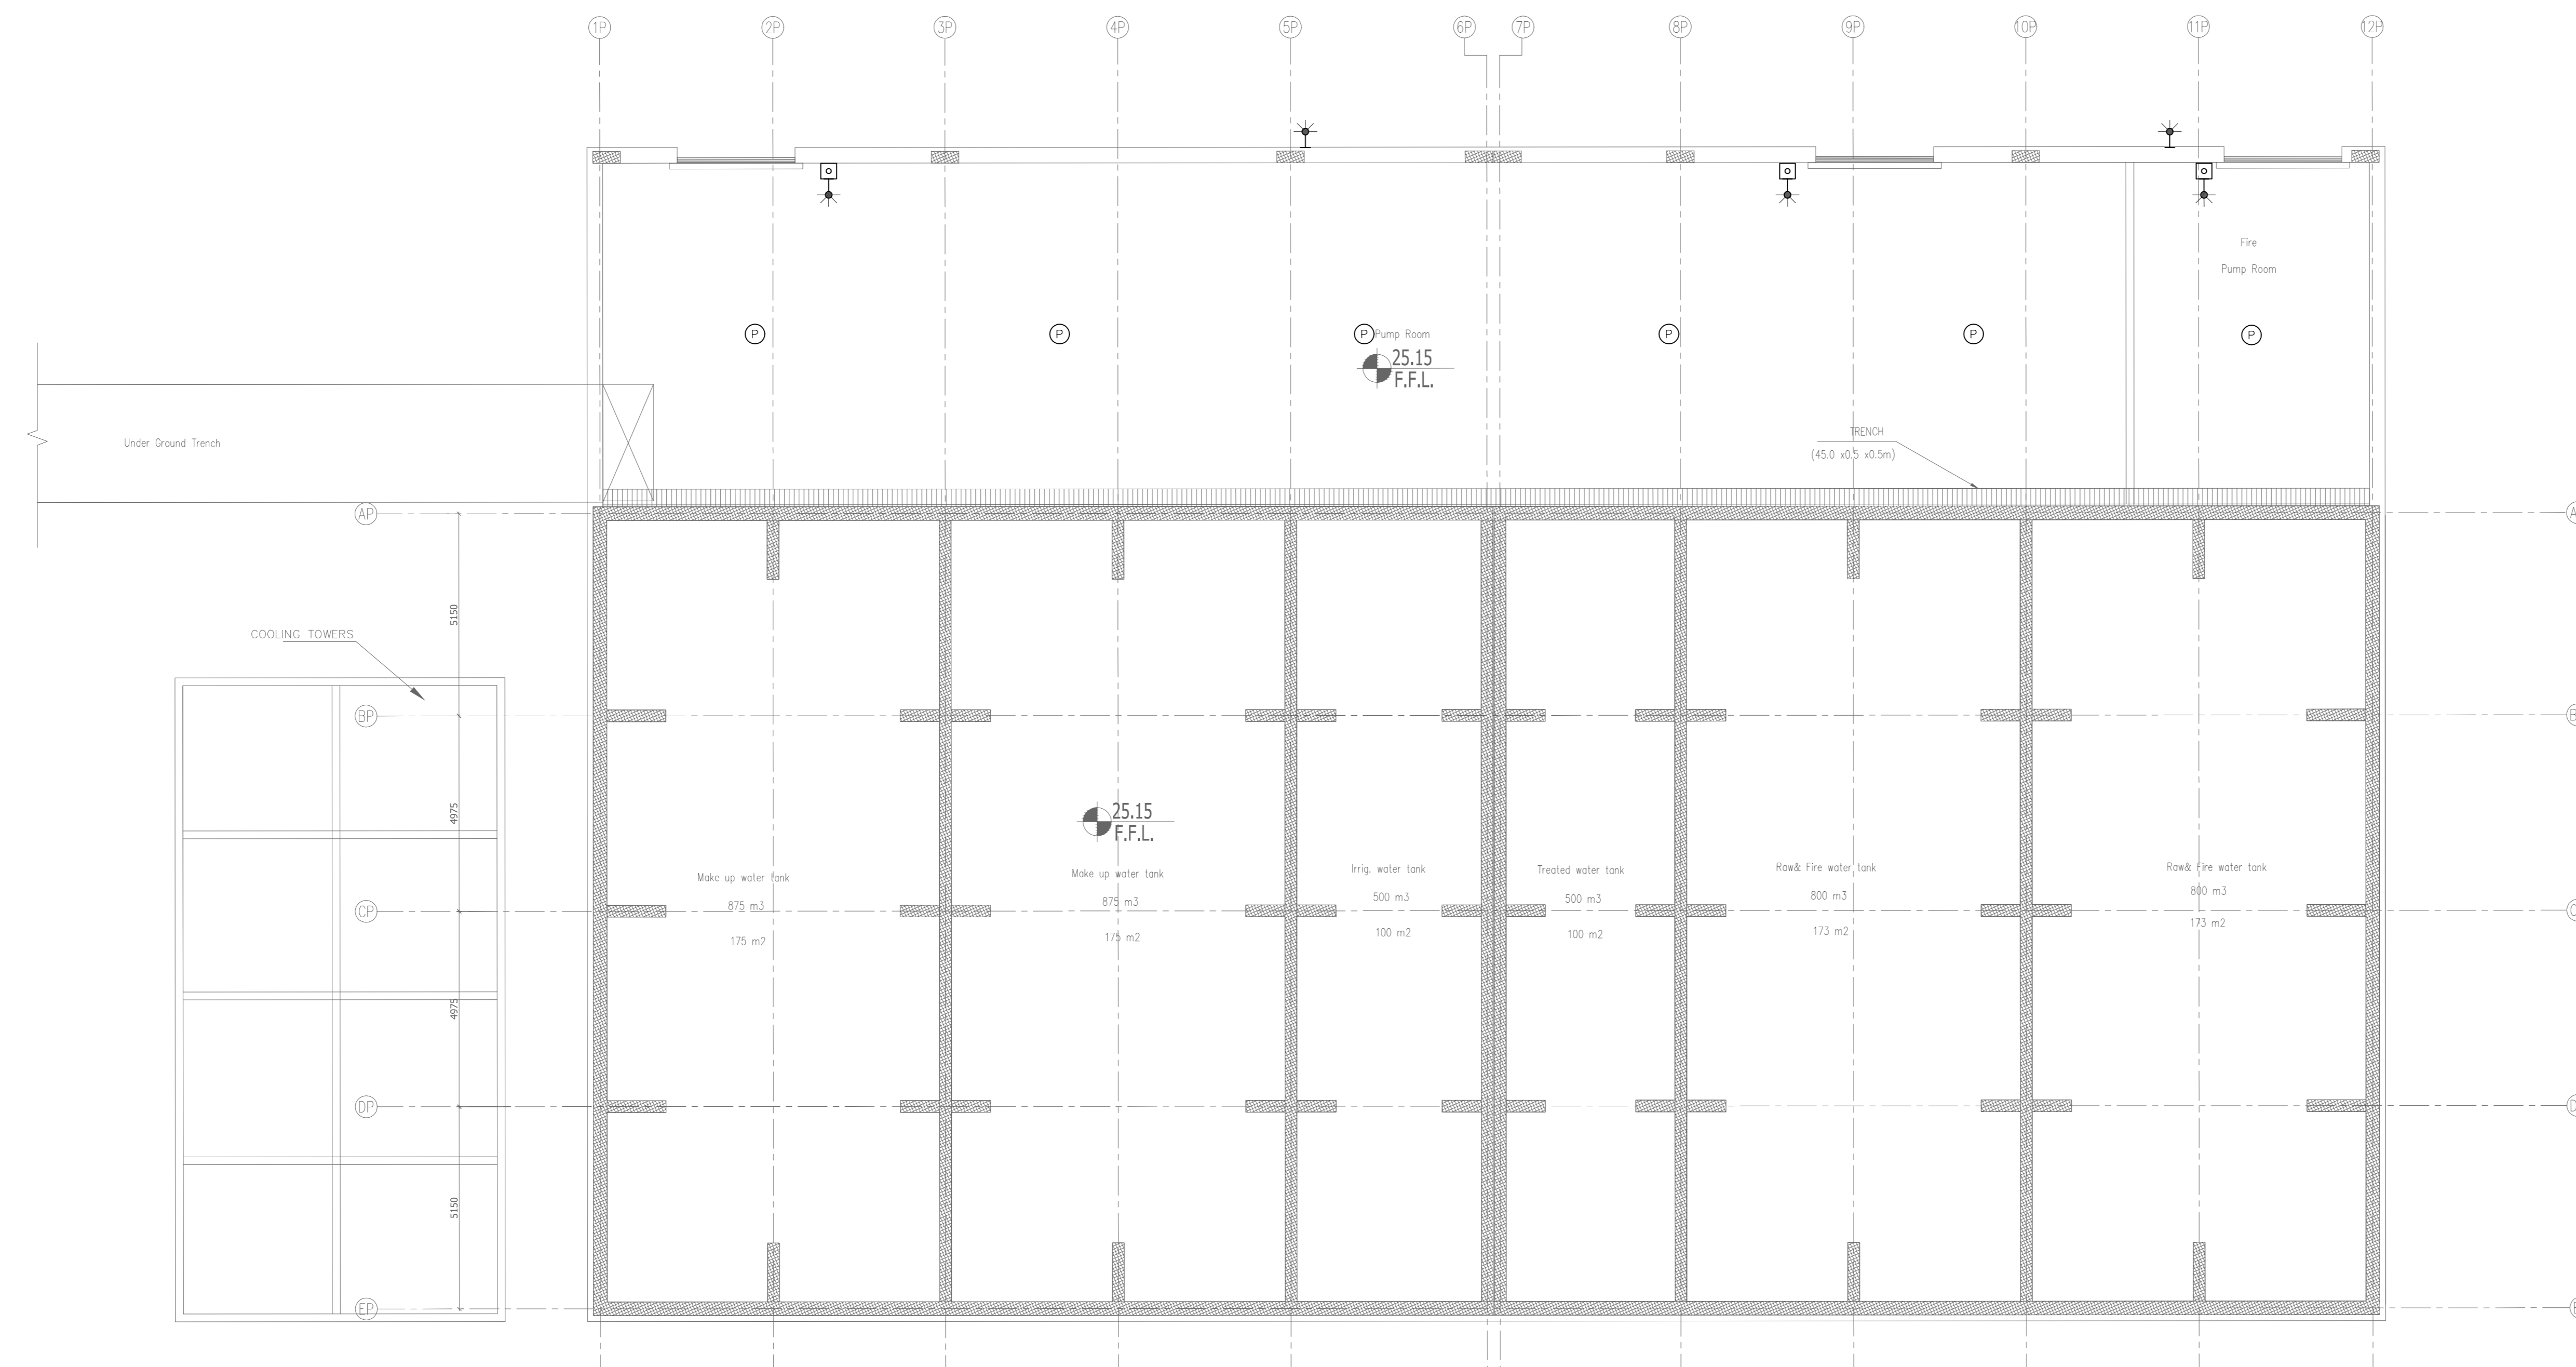 1P 2P 3P 4P 5P 6P 7P 8P 9P 10P 11P 12P
Fire
Pump Room
P P P P P P
Pump Room
25.15
F.F.L.
TRENCH
(45.0 x0.5 x0.5m)
Under Ground Trench
AP
5150
COOLING TOWERS
BP
4975
25.15
F.F.L.
Make up water tank
875 m3
175 m2
Make up water tank
875 m3
175 m2
Irrig. water tank
500 m3
100 m2
Treated water tank
500 m3
100 m2
Raw& Fire water tank
800 m3
173 m2
Raw& Fire water tank
800 m3
173 m2
CP
4975
DP
5150
EP